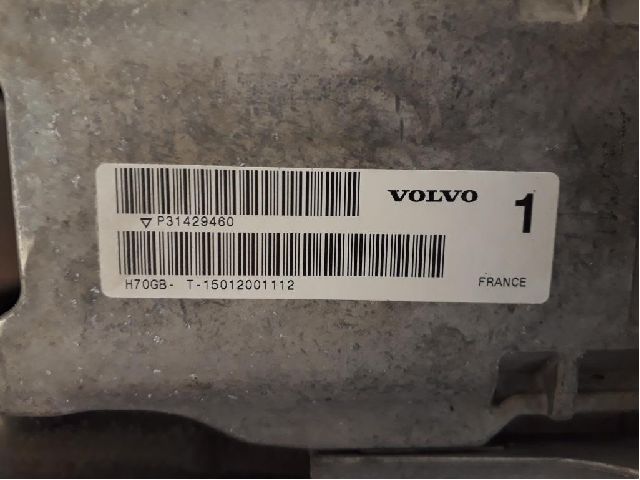 VOLVO 1
▽ P31429460
H70GB- T-15012001112
FRANCE